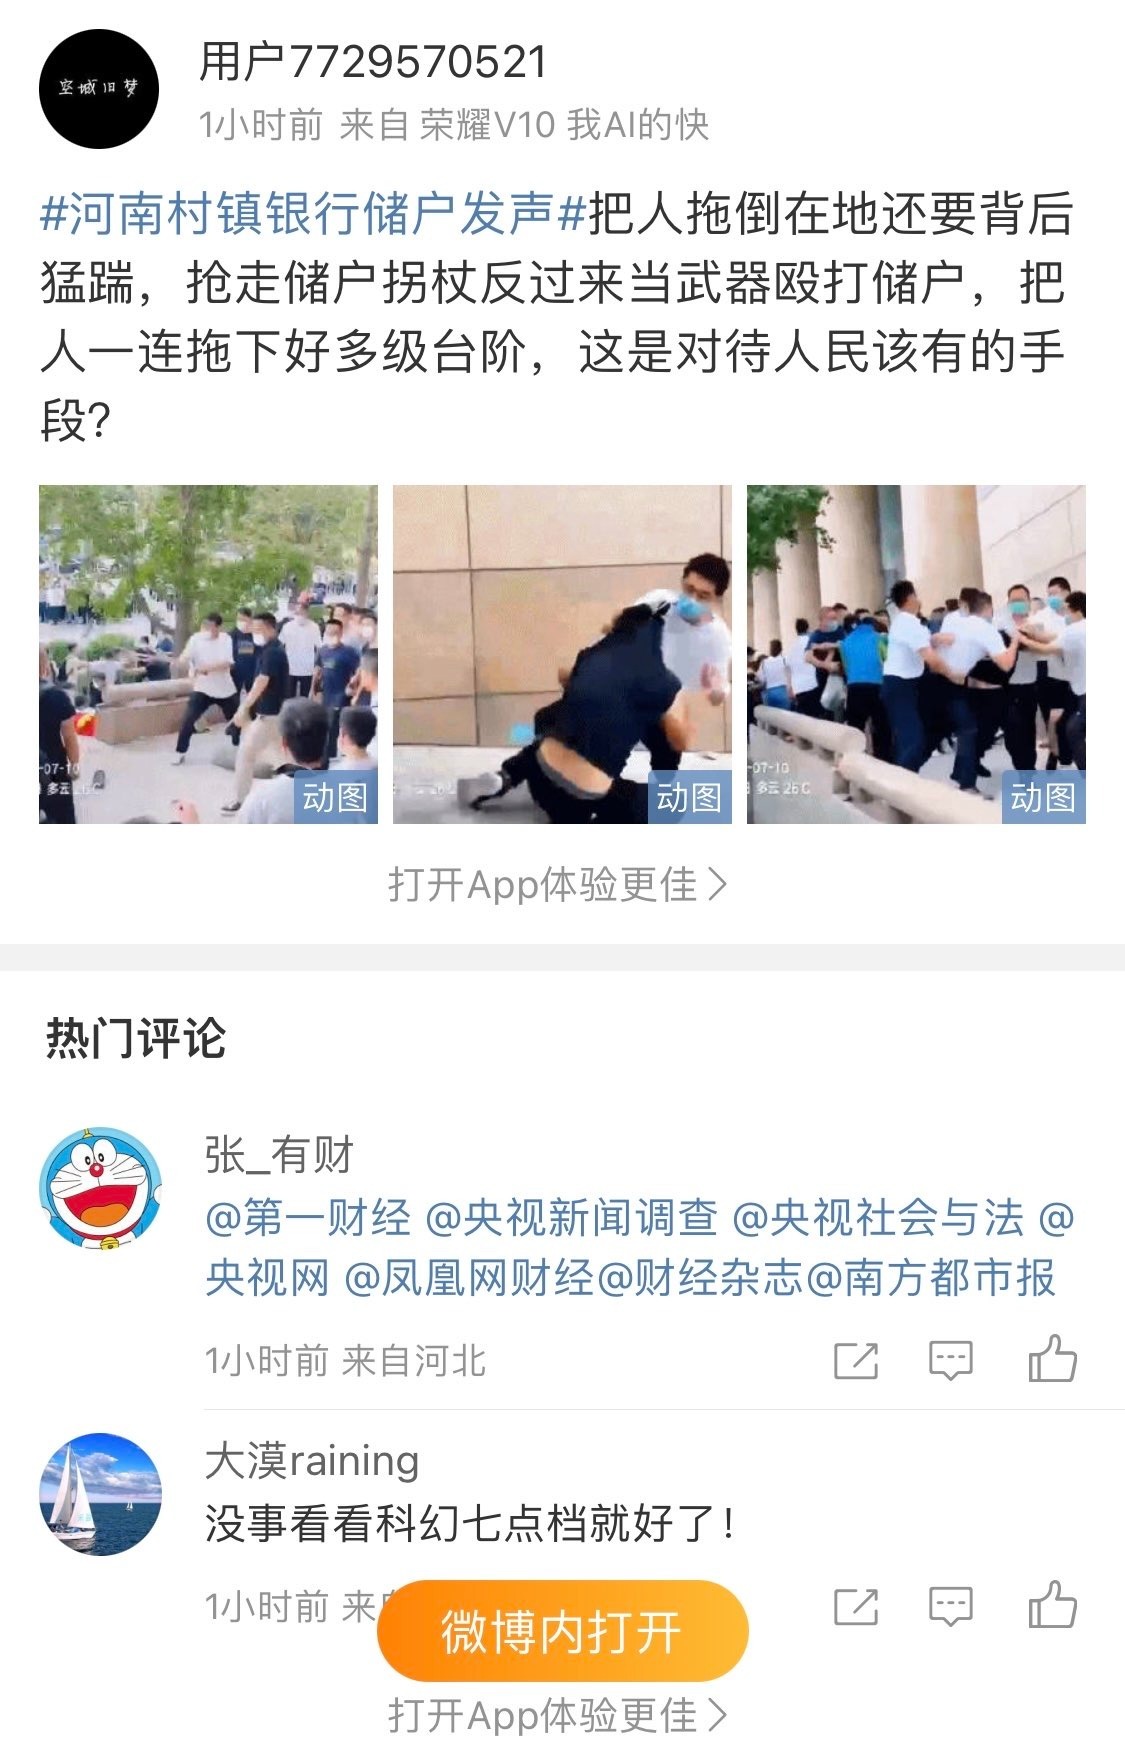 空城旧梦
用户7729570521
1小时前 来自 荣耀V10 我AI的快
#河南村镇银行储户发声#把人拖倒在地还要背后
猛踹，抢走储户拐杖反过来当武器殴打储户，把
人一连拖下好多级台阶，这是对待人民该有的手
段？
-07-10
多云 26C
动图
动图
-07-10
多云 26C
动图
打开App体验更佳
热门评论
张_有财
@第一财经 @央视新闻调查 @央视社会与法 @
央视网 @凤凰网财经@财经杂志@南方都市报
1小时前 来自河北
大漠raining
没事看看科幻七点档就好了！
1小时前 来
微博内打开
打开App体验更佳